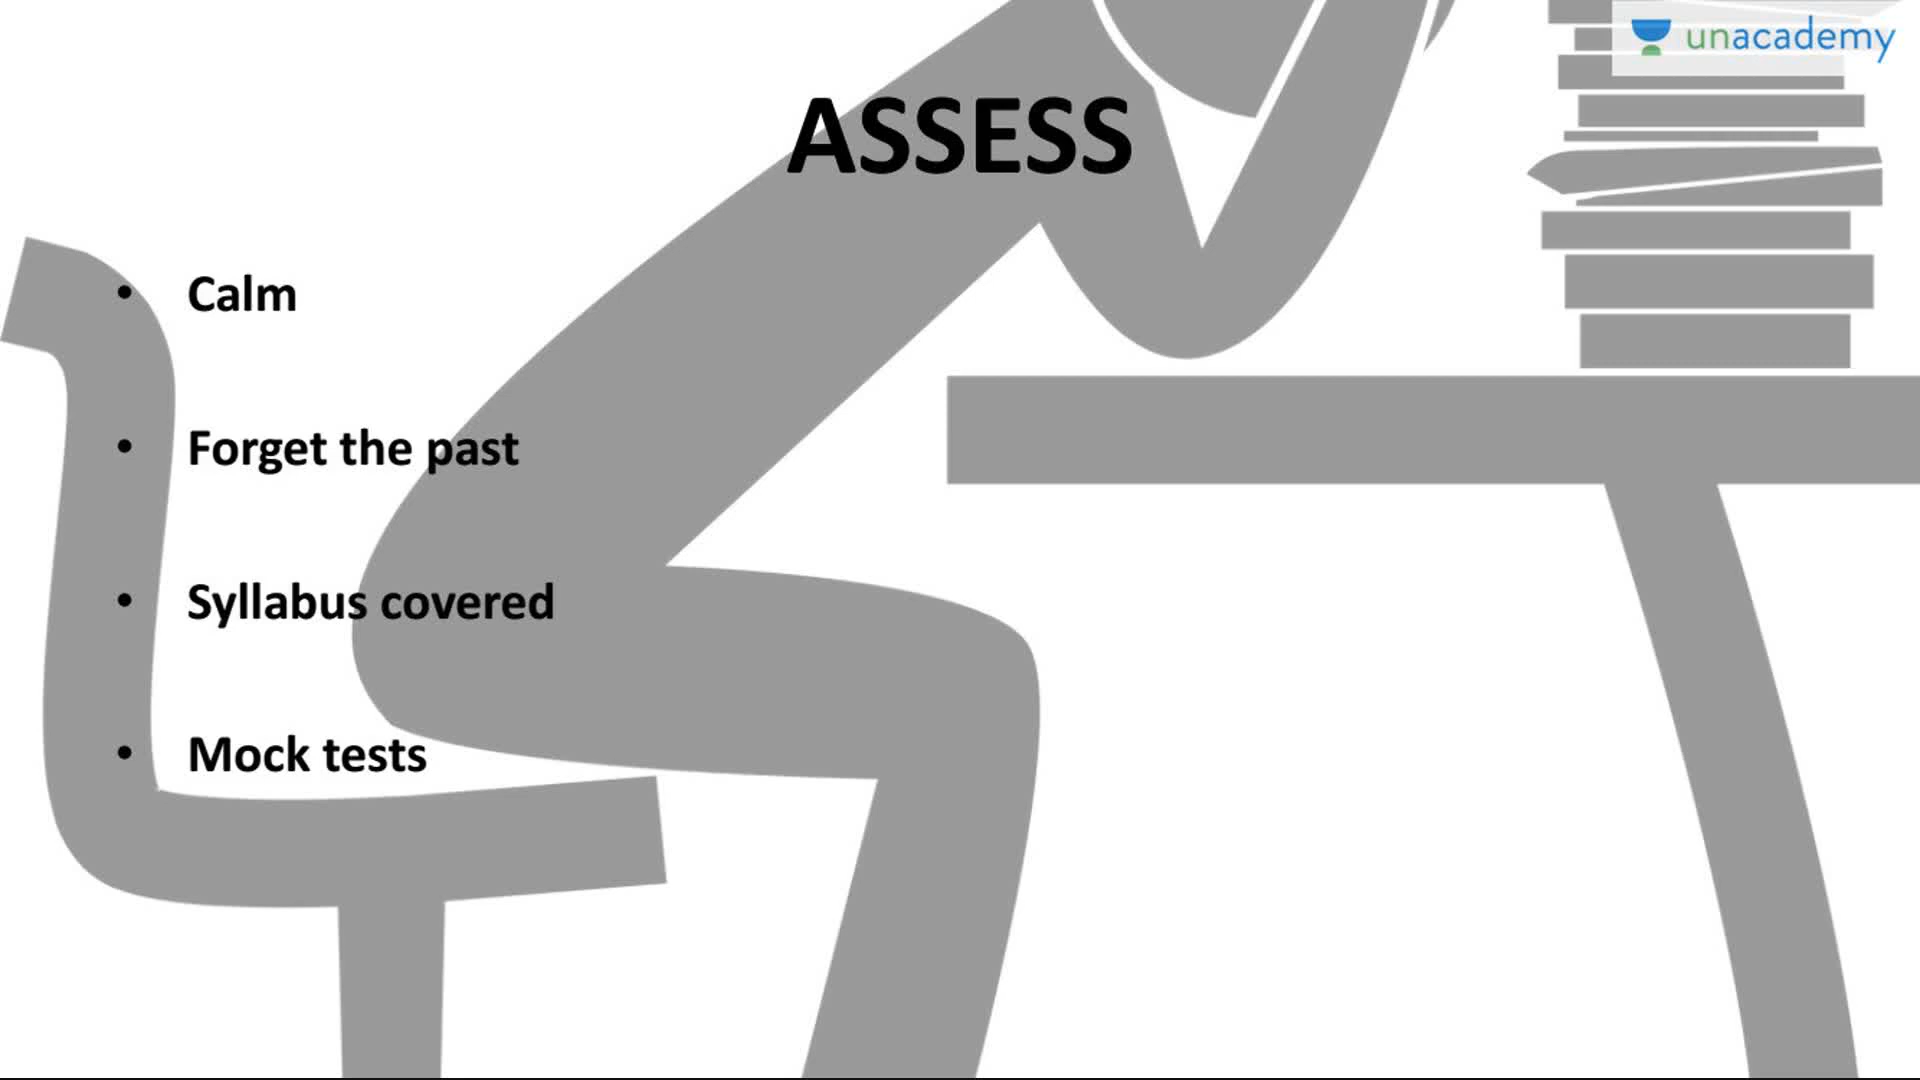 unacademy
ASSESS
• Calm
• Forget the past
• Syllabus covered
• Mock tests